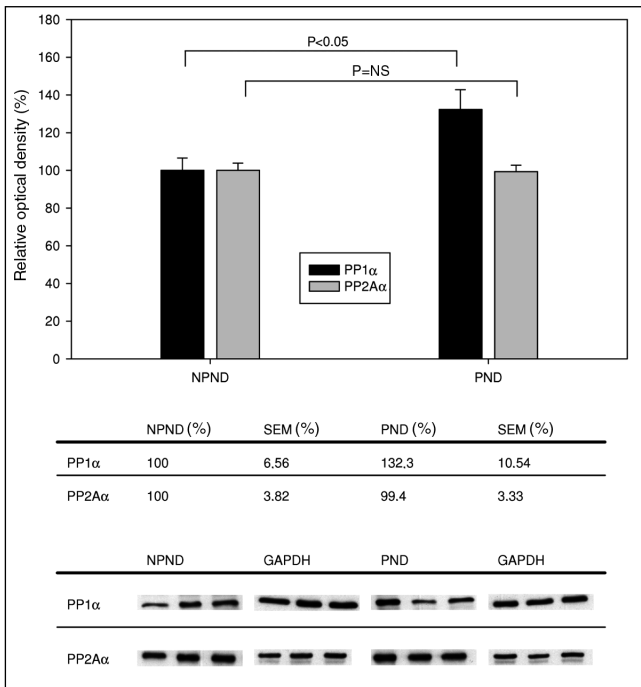 180
160
140
120
100
80
60
40
20
0
Relative optical density (%)
P<0.05
P=NS
PP1α
PP2Aα
NPND PND
NPND (%) SEM (%) PND (%) SEM (%)
PP1α 100 6.56 132.3 10.54
PP2Aα 100 3.82 99.4 3.33
NPND GAPDH PND GAPDH
PP1α
PP2Aα